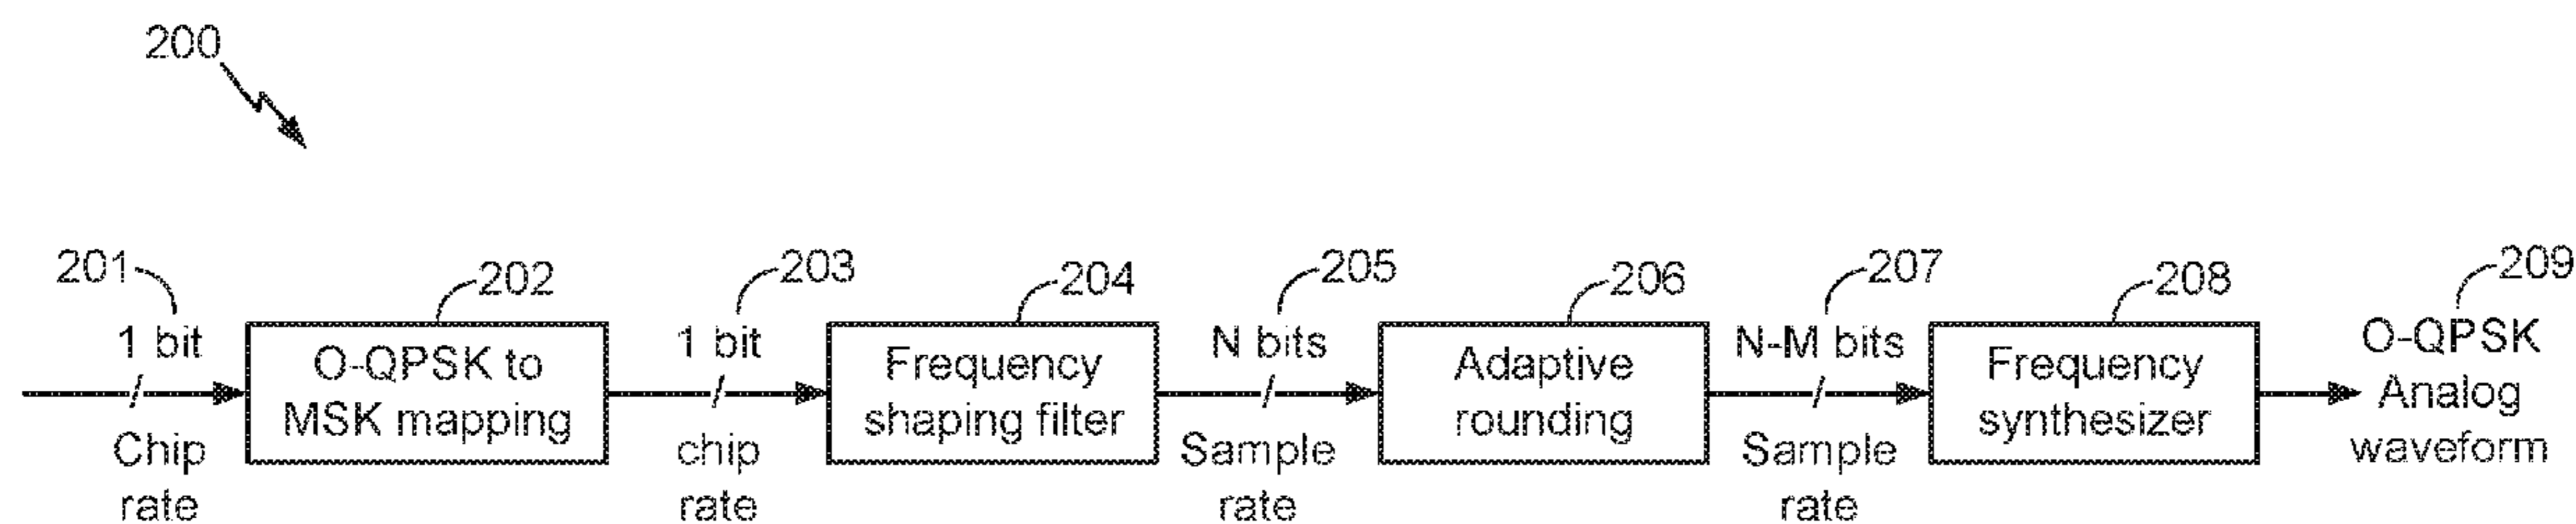 200
201
1 bit
Chip
rate
202
O-QPSK to
MSK mapping
203
1 bit
chip
rate
204
Frequency
shaping filter
205
N bits
Sample
rate
206
Adaptive
rounding
207
N-M bits
Sample
rate
208
Frequency
synthesizer
209
O-QPSK
Analog
waveform